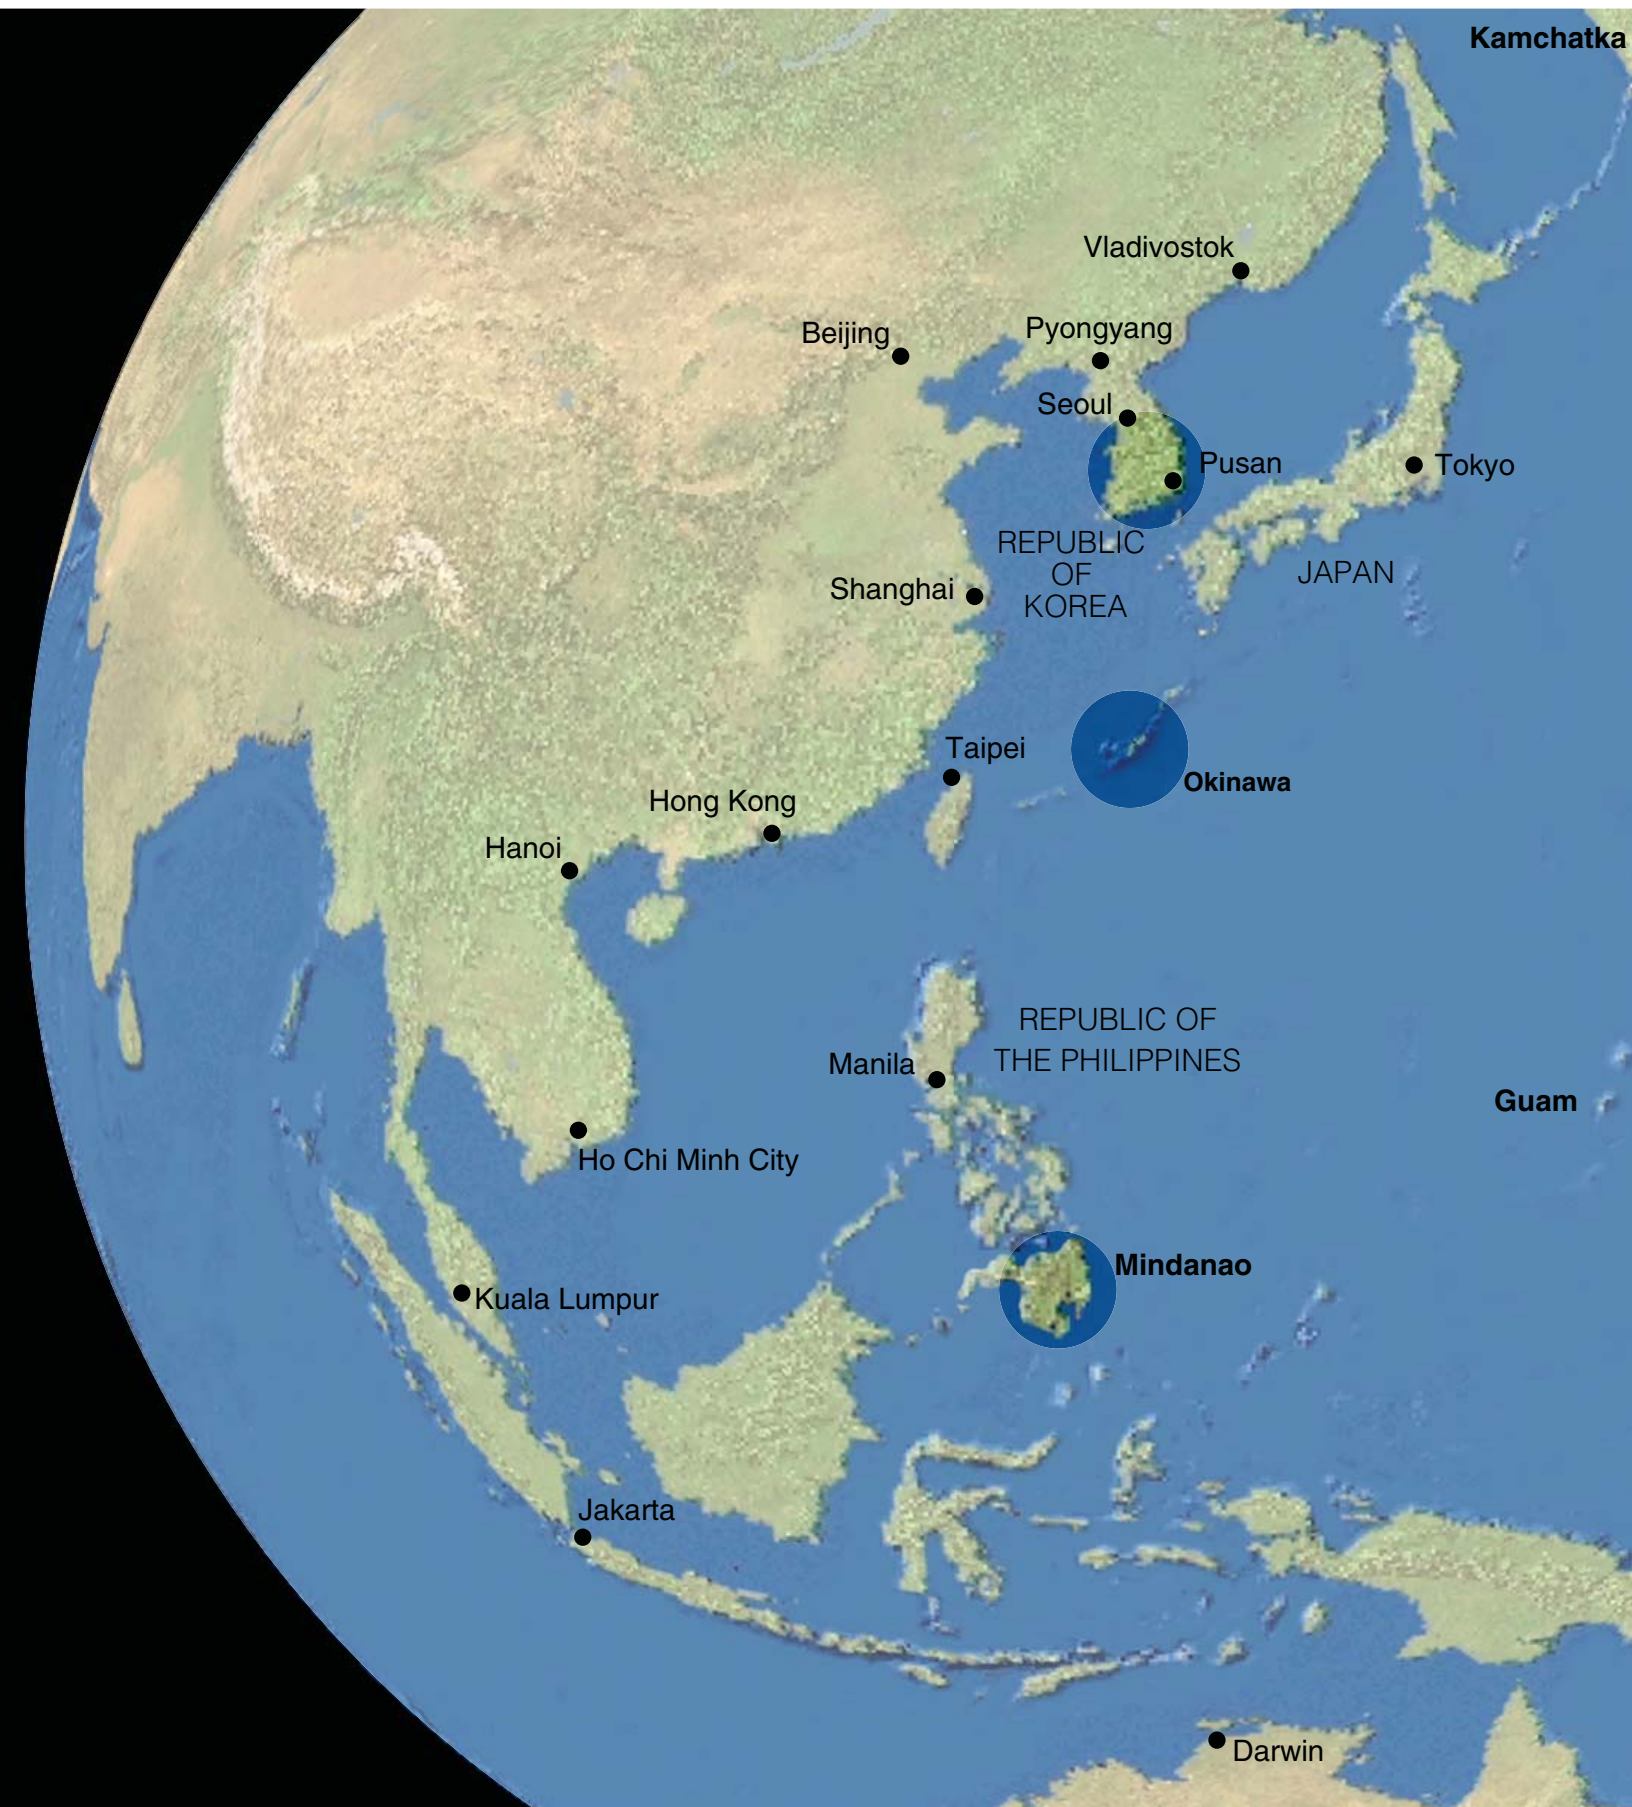 Kamchatka
Vladivostok
Pyongyang
Beijing
Seoul
Pusan
Tokyo
REPUBLIC
OF
KOREA
JAPAN
Shanghai
Taipei
Okinawa
Hong Kong
Hanoi
REPUBLIC OF
THE PHILIPPINES
Manila
Guam
Ho Chi Minh City
Mindanao
Kuala Lumpur
Jakarta
Darwin